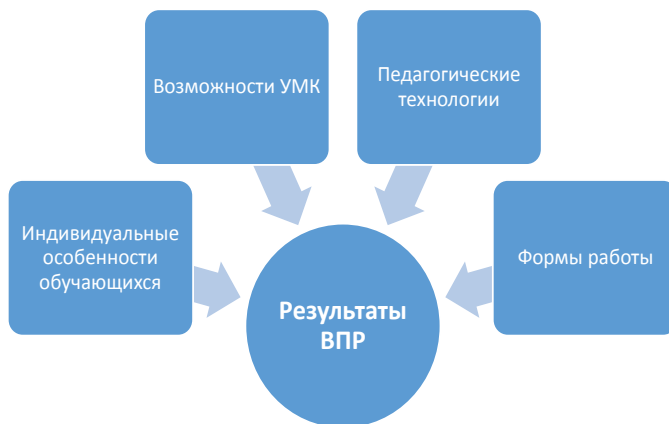 Возможности УМК
Педагогические
технологии
Индивидуальные
особенности
обучающихся
Формы работы
Результаты
ВПР